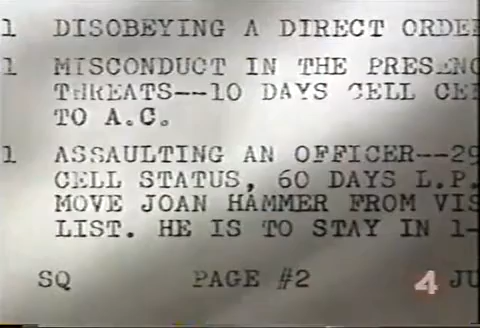 1 DISOBEYING A DIRECT ORDE
1 MISCONDUCT IN THE PRESENC
THREATS--10 DAYS CELL CE
TO A.C.
1 ASSAULTING AN OFFICER--29
CELL STATUS, 60 DAYS L.P.
MOVE JOAN HAMMER FROM VIS
LIST. HE IS TO STAY IN 1-
SQ PAGE #2 4 JU